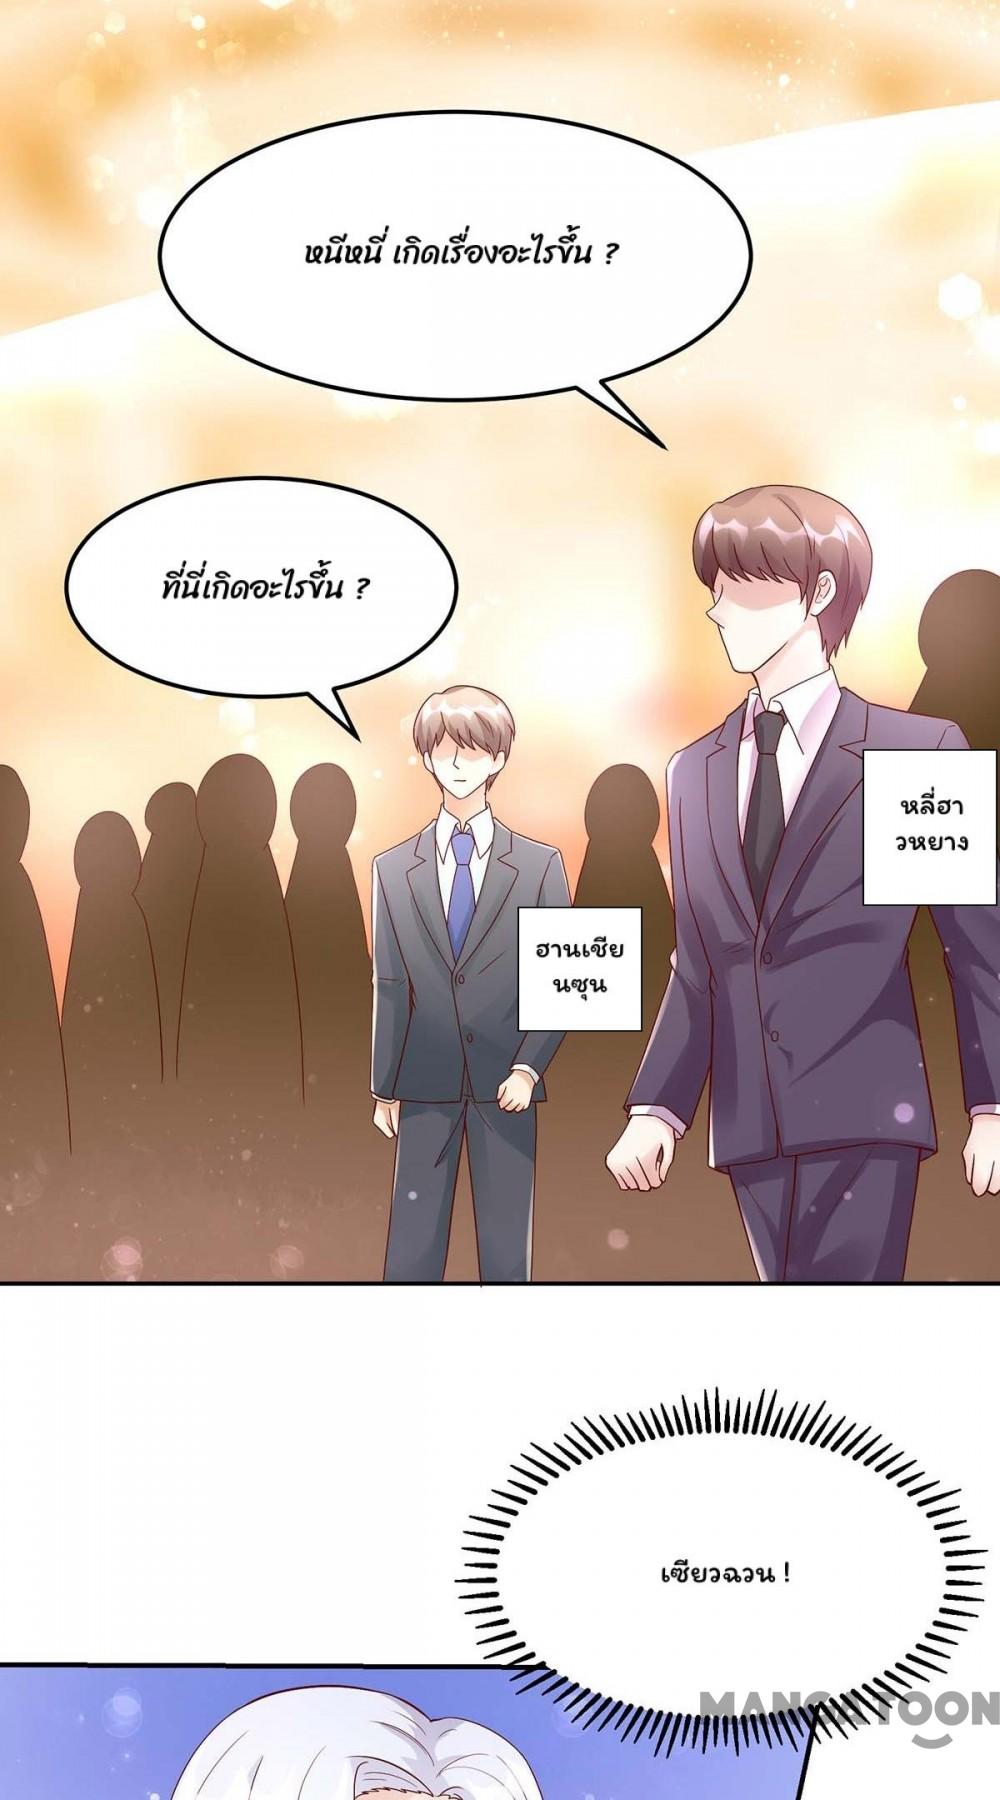 หนีหนี่ เกิดเรื่องอะไรขึ้น ?
ที่นี่เกิดอะไรขึ้น ?
หลี่ฮา
วหยาง
ฮานเชีย
นซุน
เซียวฉวน !
MANGATOON